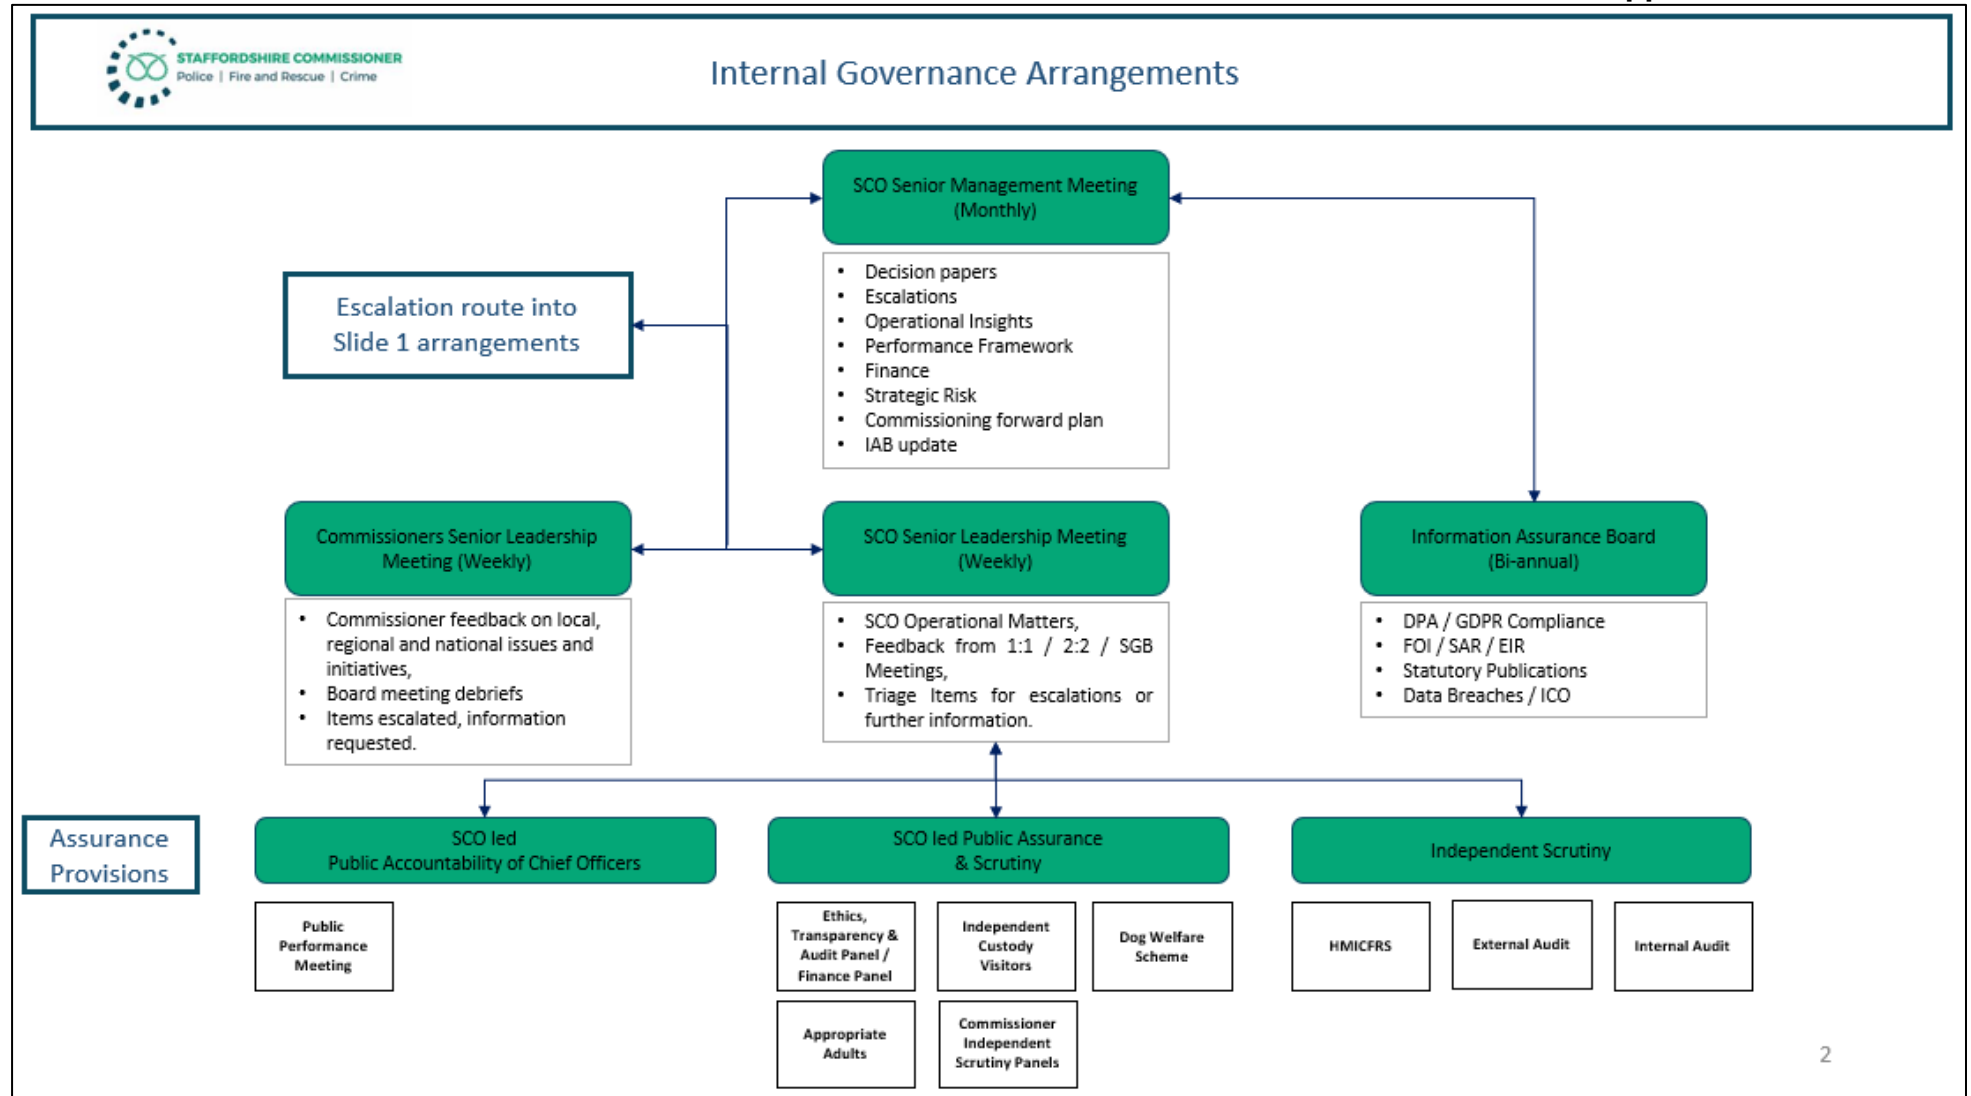 STAFFORDSHIRE COMMISSIONER
Police | Fire and Rescue | Crime
Internal Governance Arrangements
SCO Senior Management Meeting
(Monthly)
• Decision papers
• Escalations
• Operational Insights
• Performance Framework
• Finance
• Strategic Risk
• Commissioning forward plan
• IAB update
Escalation route into
Slide 1 arrangements
Commissioners Senior Leadership
Meeting (Weekly)
• Commissioner feedback on local,
regional and national issues and
initiatives,
• Board meeting debriefs
• Items escalated, information
requested.
SCO Senior Leadership Meeting
(Weekly)
• SCO Operational Matters,
• Feedback from 1:1 / 2:2 / SGB
Meetings,
• Triage Items for escalations or
further information.
Information Assurance Board
(Bi-annual)
• DPA / GDPR Compliance
• FOI / SAR / EIR
• Statutory Publications
• Data Breaches / ICO
Assurance
Provisions
SCO led
Public Accountability of Chief Officers
Public
Performance
Meeting
SCO led Public Assurance
& Scrutiny
Ethics,
Transparency &
Audit Panel /
Finance Panel
Independent
Custody
Visitors
Dog Welfare
Scheme
Appropriate
Adults
Commissioner
Independent
Scrutiny Panels
Independent Scrutiny
HMICFRS
External Audit
Internal Audit
2